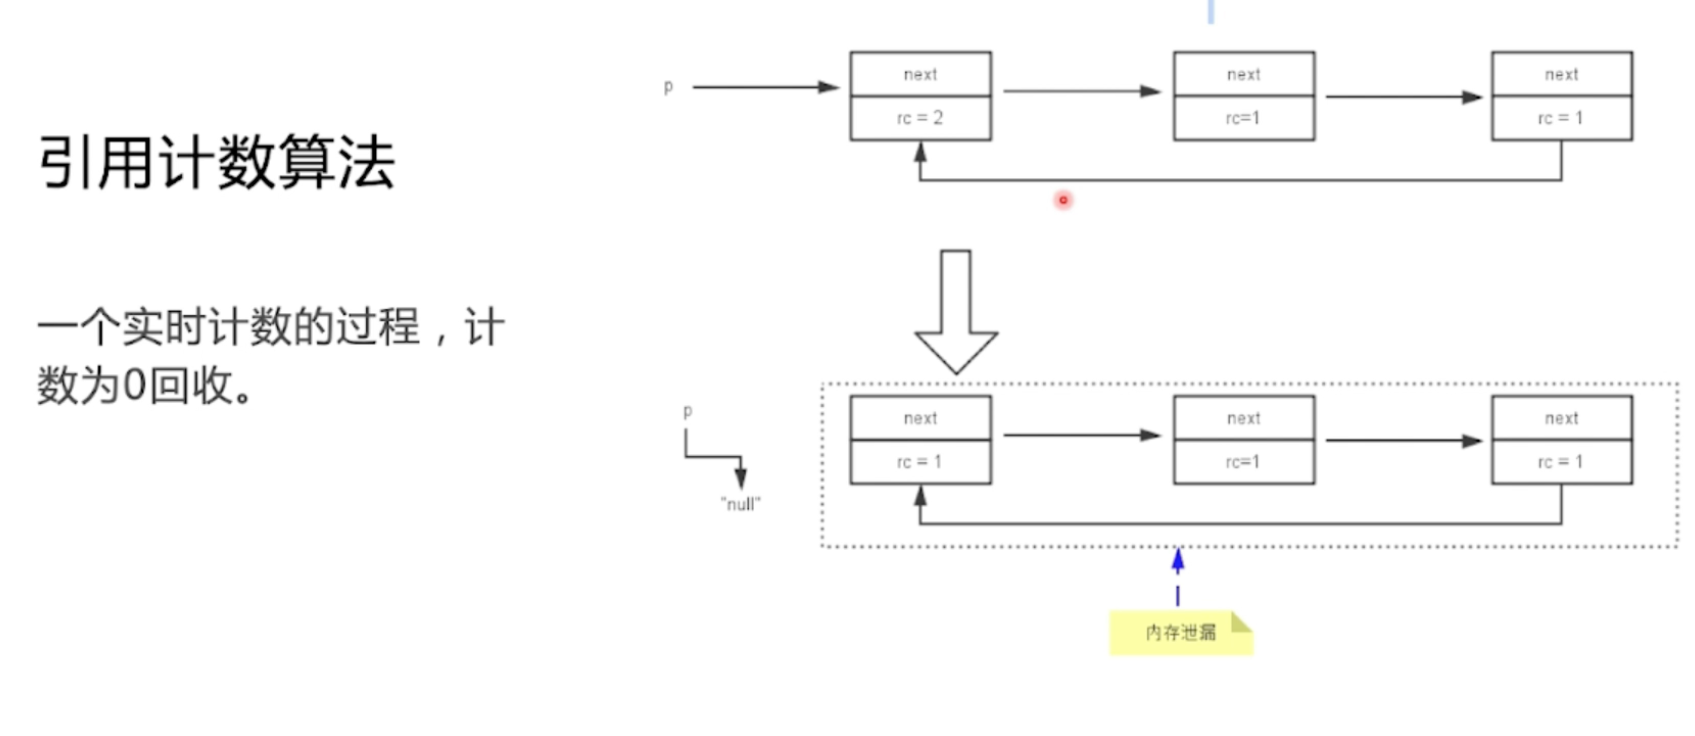 引用计数算法
一个实时计数的过程，计
数为0回收。
p
next
next
next
rc = 2
rc=1
rc = 1
p
"null"
next
next
next
rc = 1
rc=1
rc = 1
内存泄漏